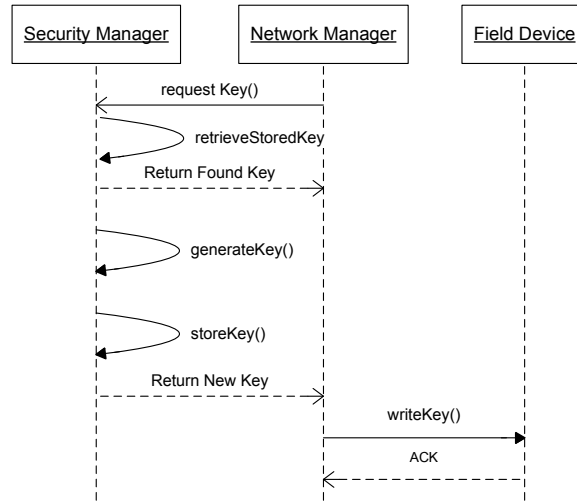 Security Manager
Network Manager
Field Device
request Key()
retrieveStoredKey
Return Found Key
generateKey()
storeKey()
Return New Key
writeKey()
ACK